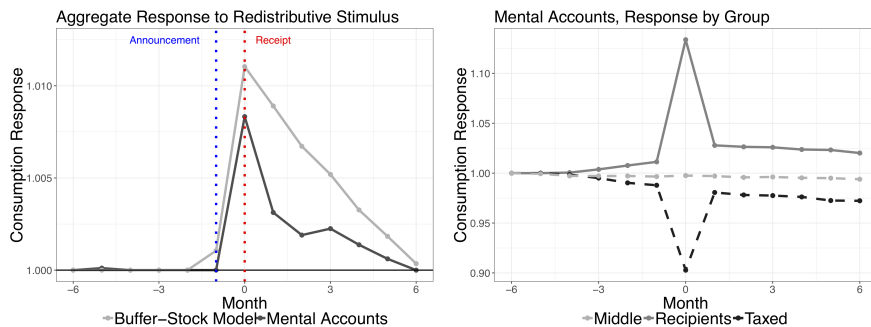 Aggregate Response to Redistributive Stimulus
Announcement
Receipt
Consumption Response
1.010
1.005
1.000
-6
-3
0
3
6
Month
Buffer-Stock Model
Mental Accounts
Mental Accounts, Response by Group
Consumption Response
1.10
1.05
1.00
0.95
0.90
-6
-3
0
3
6
Month
Middle
Recipients
Taxed